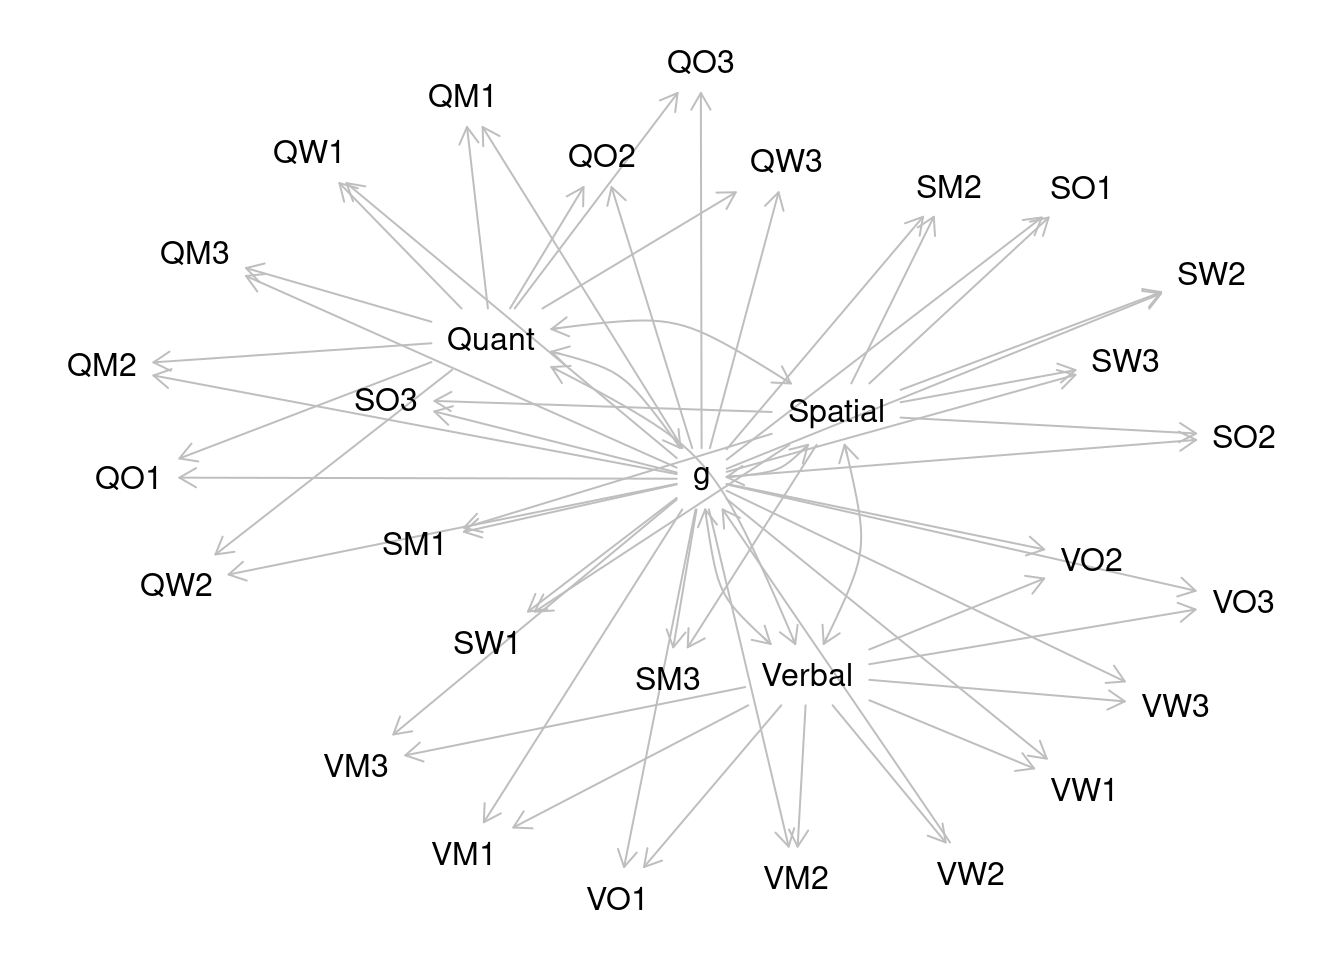 QO3
QM1
QW1
QO2
QW3
SM2
SO1
QM3
SW2
Quant
QM2
SW3
SO3
Spatial
SO2
QO1
g
SM1
VO2
QW2
VO3
SW1
SM3
Verbal
VW3
VM3
VW1
VM1
VM2
VW2
VO1